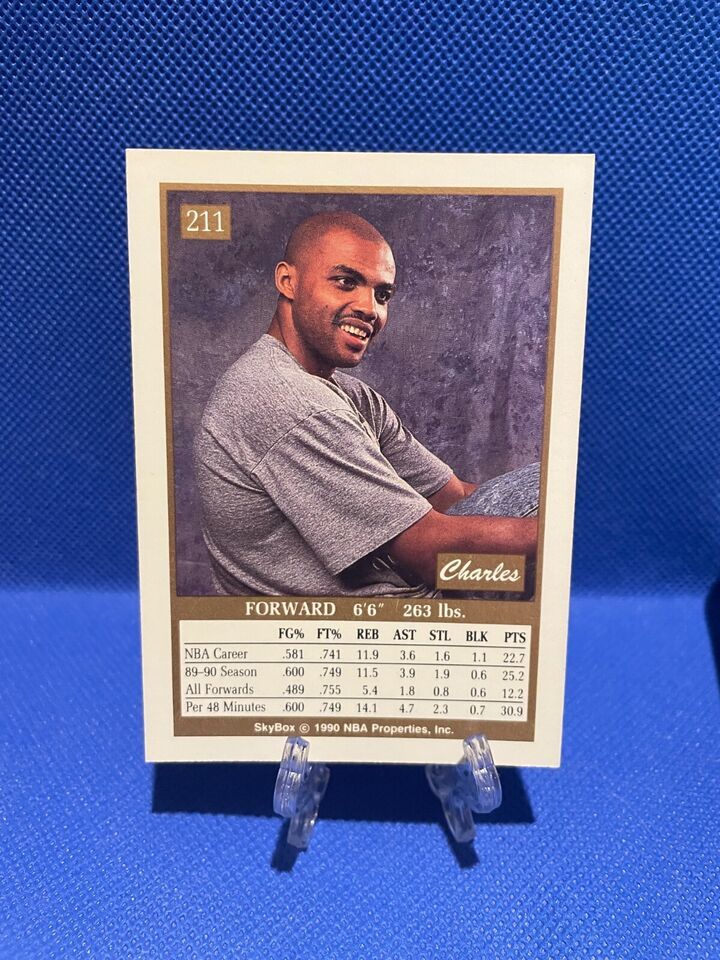 211
Charles
FORWARD 6'6" 263 lbs.
FG% FT% REB AST STL BLK PTS
NBA Career .581 .741 11.9 3.6 1.6 1.1 22.7
89–90 Season .600 .749 11.5 3.9 1.9 0.6 25.2
All Forwards .489 .755 5.4 1.8 0.8 0.6 12.2
Per 48 Minutes .600 .749 14.1 4.7 2.3 0.7 30.9
SkyBox © 1990 NBA Properties, Inc.